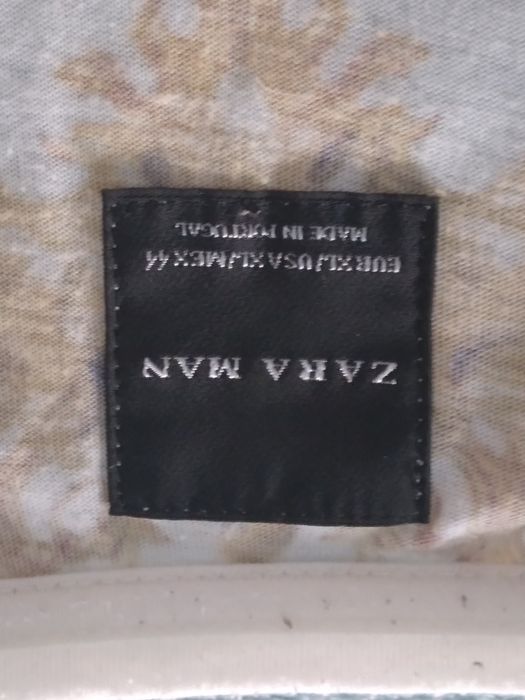 ZARA MAN
EUR XL/USA XL/MEX 44
MADE IN PORTUGAL